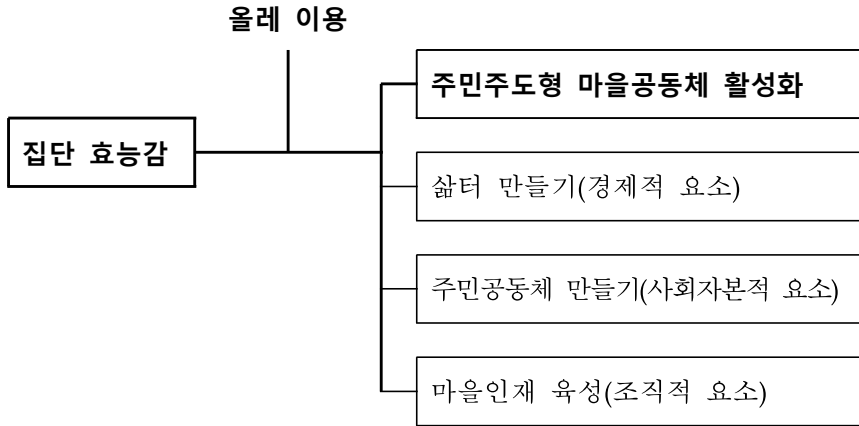 올레 이용
주민주도형 마을공동체 활성화
집단 효능감
삶터 만들기(경제적 요소)
주민공동체 만들기(사회자본적 요소)
마을인재 육성(조직적 요소)